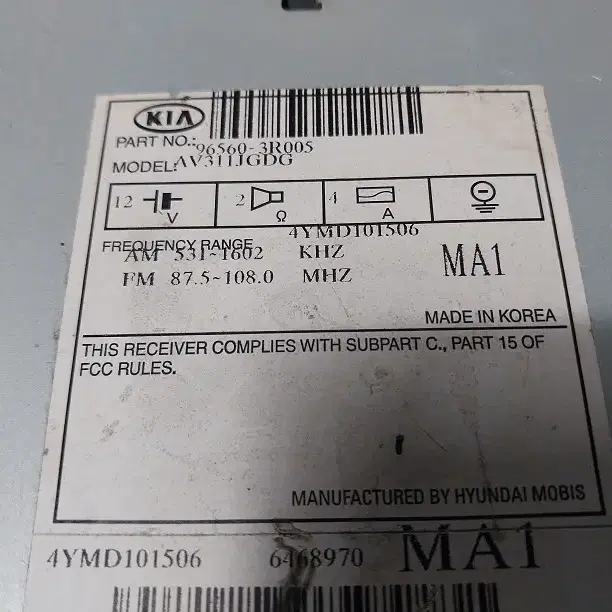 KIA
PART NO.: 96560-3R005
MODEL: AV311JGDG
12 V 2 Ω 4 A
4YMD101506
FREQUENCY RANGE
AM 531~1602 KHZ
FM 87.5~108.0 MHZ
MA1
MADE IN KOREA
THIS RECEIVER COMPLIES WITH SUBPART C., PART 15 OF
FCC RULES.
MANUFACTURED BY HYUNDAI MOBIS
4YMD101506 6468970 MA1